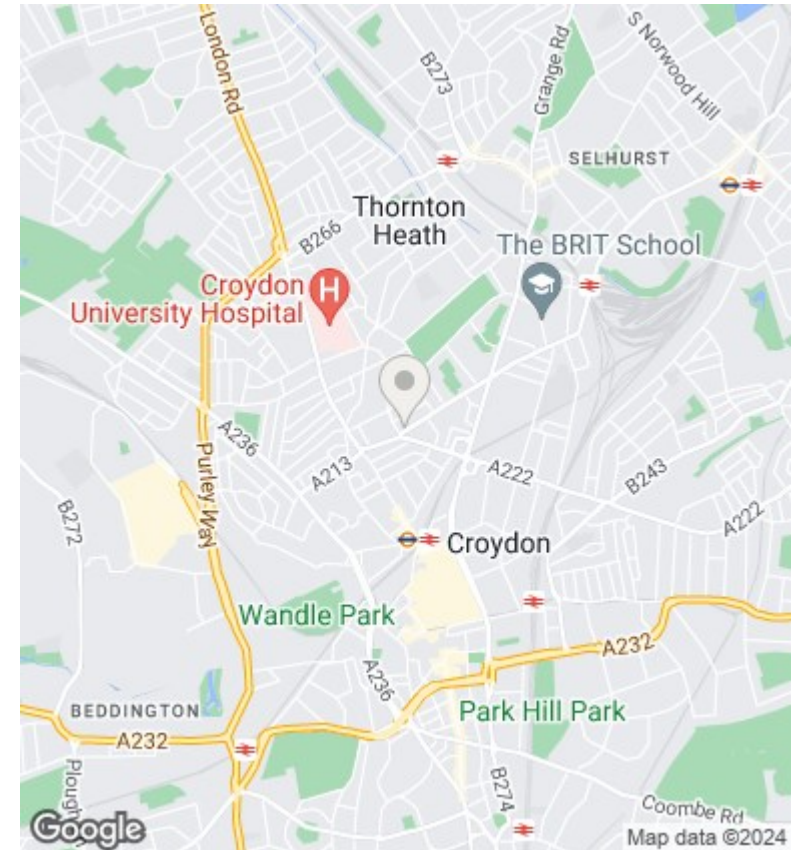 London Rd
B273
Grange Rd
S Norwood Hill
SELHURST
Thornton
Heath
B266
The BRIT School
Croydon
University Hospital
H
A236
A213
Purley Way
A222
B243
A222
B272
Croydon
Wandle Park
A232
A236
BEDDINGTON
A232
Park Hill Park
Plough
B274
Coombe Rd
Google
Map data ©2024